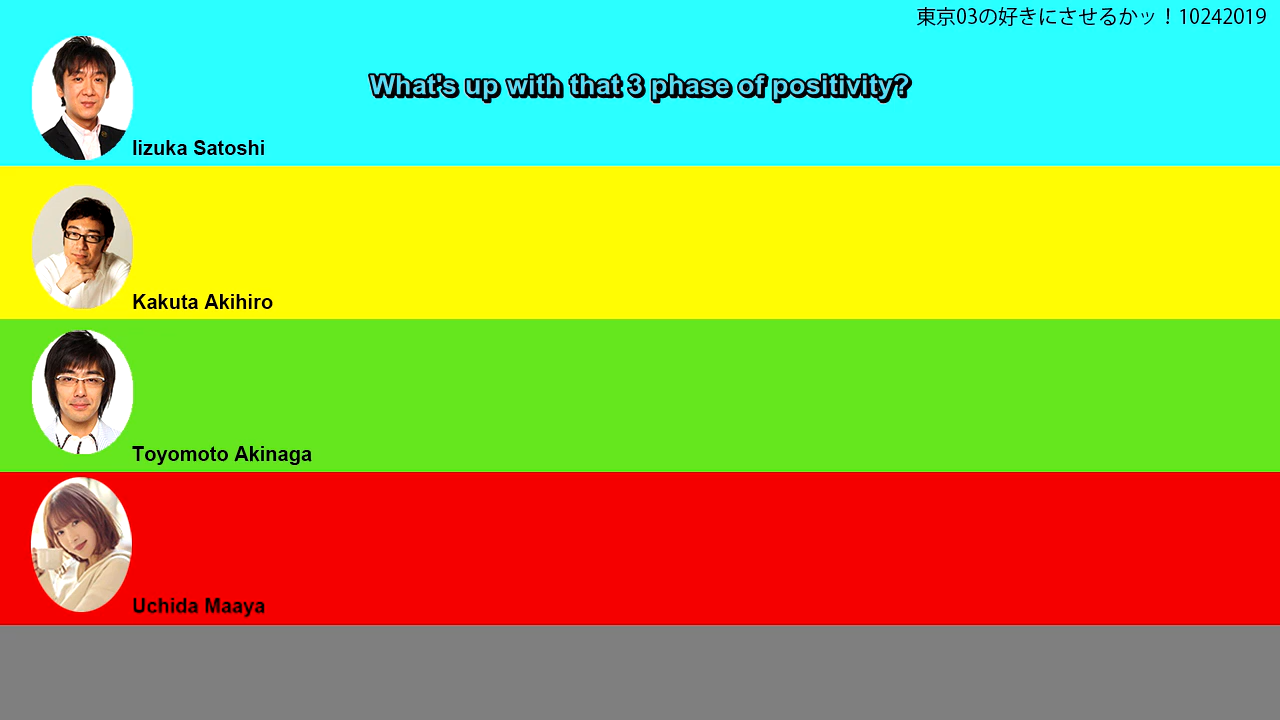 東京03の好きにさせるかッ！10242019
What's up with that 3 phase of positivity?
Iizuka Satoshi
Kakuta Akihiro
Toyomoto Akinaga
Uchida Maaya